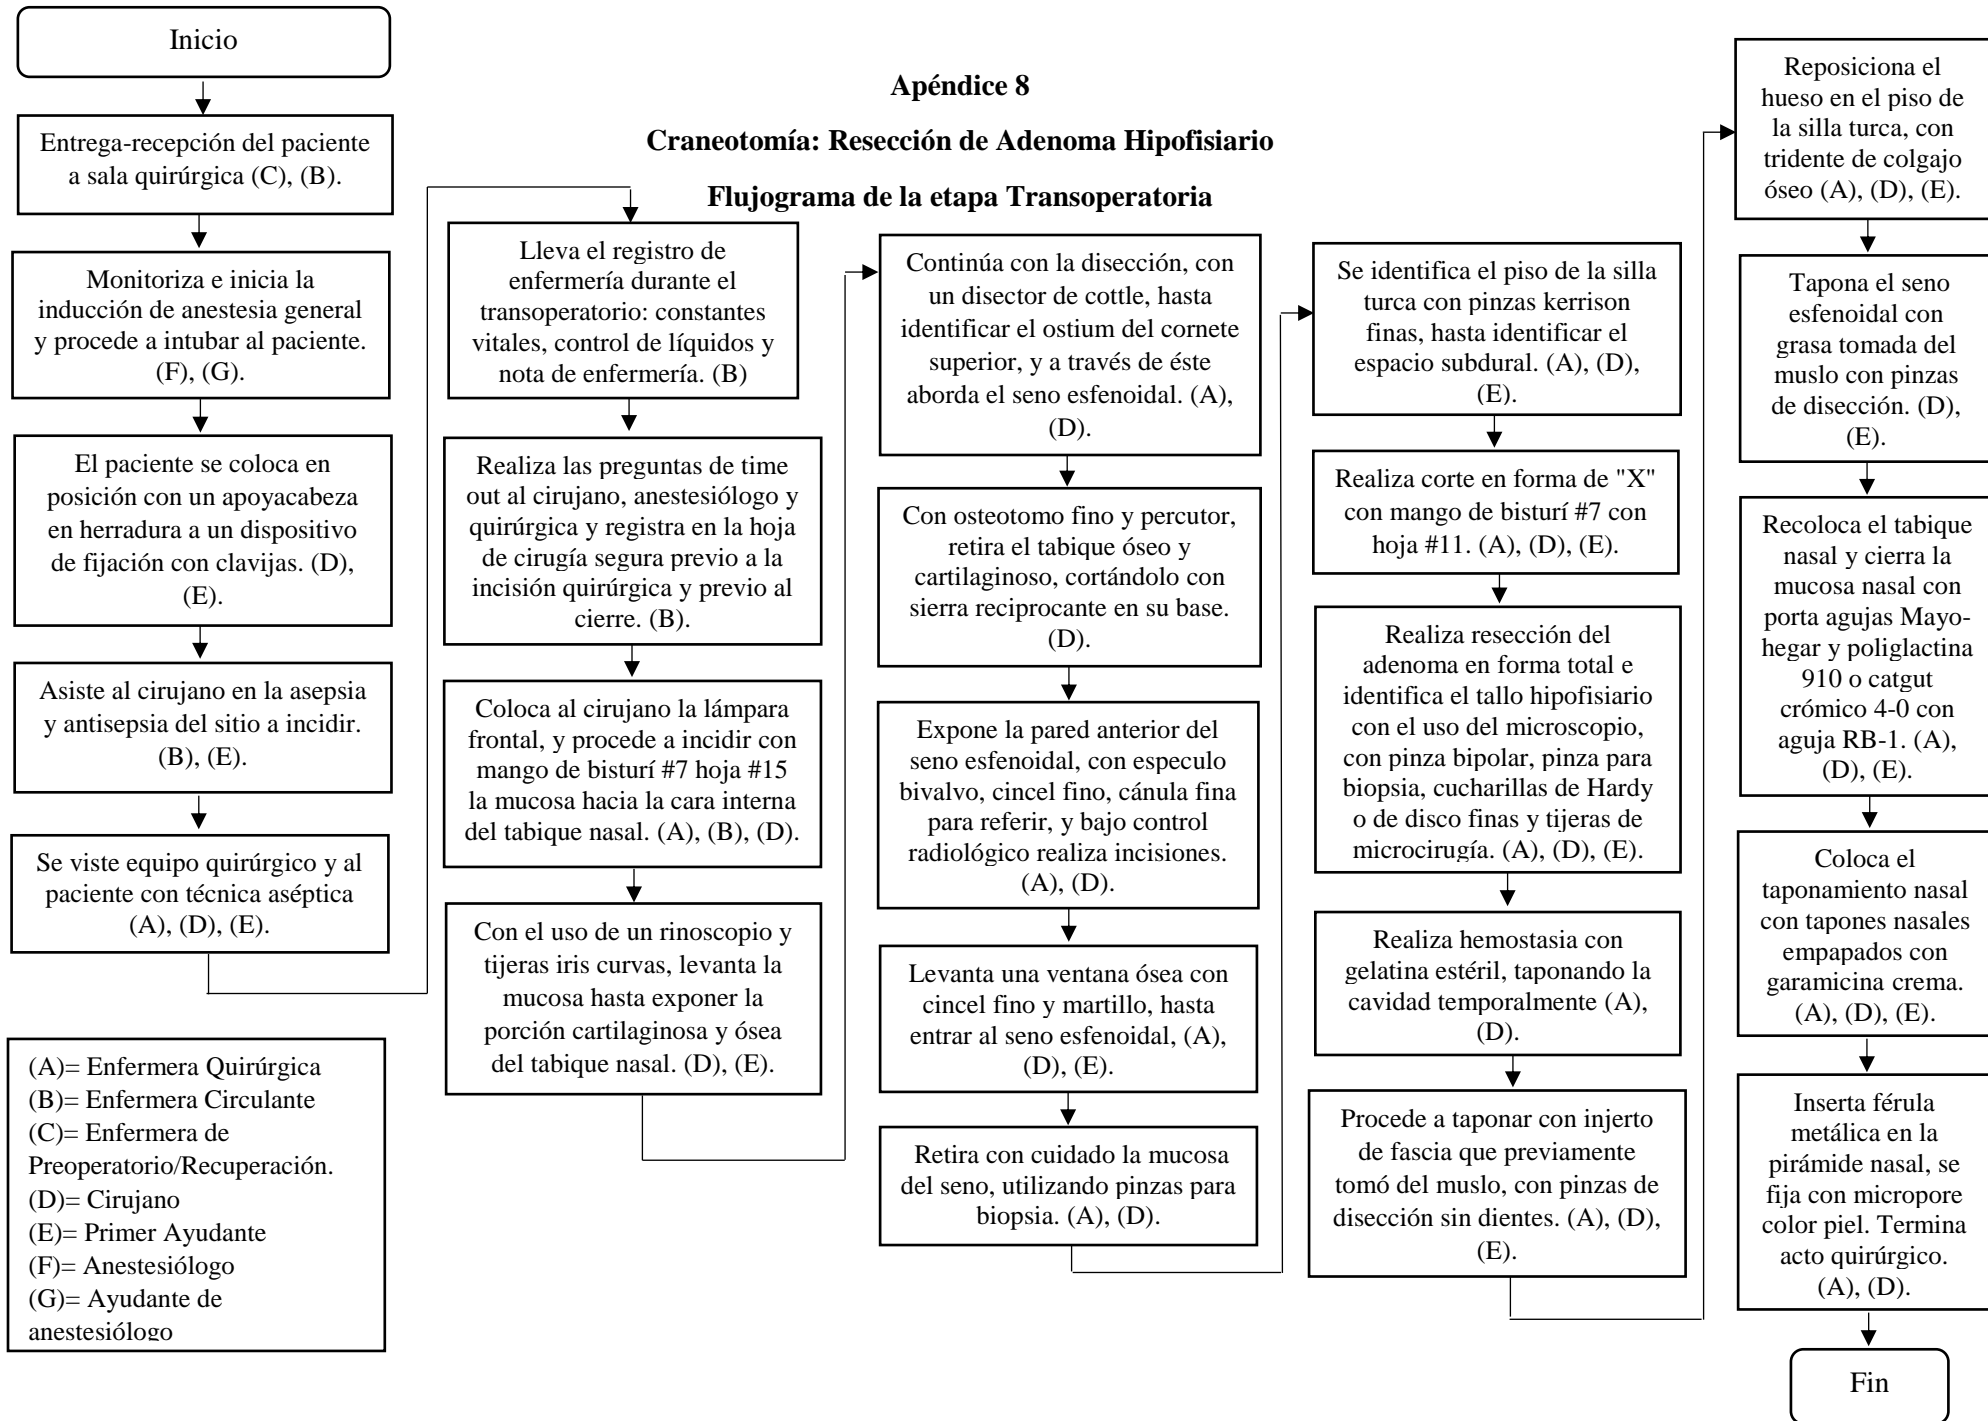 Inicio
Entrega-recepción del paciente
a sala quirúrgica (C), (B).
Monitoriza e inicia la
inducción de anestesia general
y procede a intubar al paciente.
(F), (G).
El paciente se coloca en
posición con un apoyacabeza
en herradura a un dispositivo
de fijación con clavijas. (D),
(E).
Asiste al cirujano en la asepsia
y antisepsia del sitio a incidir.
(B), (E).
Se viste equipo quirúrgico y al
paciente con técnica aséptica
(A), (D), (E).
(A)= Enfermera Quirúrgica
(B)= Enfermera Circulante
(C)= Enfermera de
Preoperatorio/Recuperación.
(D)= Cirujano
(E)= Primer Ayudante
(F)= Anestesiólogo
(G)= Ayudante de
anestesiólogo
Apéndice 8
Craneotomía: Resección de Adenoma Hipofisiario
Flujograma de la etapa Transoperatoria
Lleva el registro de
enfermería durante el
transoperatorio: constantes
vitales, control de líquidos y
nota de enfermería. (B)
Realiza las preguntas de time
out al cirujano, anestesiólogo y
quirúrgica y registra en la hoja
de cirugía segura previo a la
incisión quirúrgica y previo al
cierre. (B).
Coloca al cirujano la lámpara
frontal, y procede a incidir con
mango de bisturí #7 hoja #15
la mucosa hacia la cara interna
del tabique nasal. (A), (B), (D).
Con el uso de un rinoscopio y
tijeras iris curvas, levanta la
mucosa hasta exponer la
porción cartilaginosa y ósea
del tabique nasal. (D), (E).
Continúa con la disección, con
un disector de cottle, hasta
identificar el ostium del cornete
superior, y a través de éste
aborda el seno esfenoidal. (A),
(D).
Con osteotomo fino y percutor,
retira el tabique óseo y
cartilaginoso, cortándolo con
sierra reciprocante en su base.
(D).
Expone la pared anterior del
seno esfenoidal, con especulo
bivalvo, cincel fino, cánula fina
para referir, y bajo control
radiológico realiza incisiones.
(A), (D).
Levanta una ventana ósea con
cincel fino y martillo, hasta
entrar al seno esfenoidal, (A),
(D), (E).
Retira con cuidado la mucosa
del seno, utilizando pinzas para
biopsia. (A), (D).
Se identifica el piso de la silla
turca con pinzas kerrison
finas, hasta identificar el
espacio subdural. (A), (D),
(E).
Realiza corte en forma de "X"
con mango de bisturí #7 con
hoja #11. (A), (D), (E).
Realiza resección del
adenoma en forma total e
identifica el tallo hipofisiario
con el uso del microscopio,
con pinza bipolar, pinza para
biopsia, cucharillas de Hardy
o de disco finas y tijeras de
microcirugía. (A), (D), (E).
Realiza hemostasia con
gelatina estéril, taponando la
cavidad temporalmente (A),
(D).
Procede a taponar con injerto
de fascia que previamente
tomó del muslo, con pinzas de
disección sin dientes. (A), (D),
(E).
Reposiciona el
hueso en el piso de
la silla turca, con
tridente de colgajo
óseo (A), (D), (E).
Tapona el seno
esfenoidal con
grasa tomada del
muslo con pinzas
de disección. (D),
(E).
Recoloca el tabique
nasal y cierra la
mucosa nasal con
porta agujas Mayo-
hegar y poliglactina
910 o catgut
crómico 4-0 con
aguja RB-1. (A),
(D), (E).
Coloca el
taponamiento nasal
con tapones nasales
empapados con
garamicina crema.
(A), (D), (E).
Inserta férula
metálica en la
pirámide nasal, se
fija con micropore
color piel. Termina
acto quirúrgico.
(A), (D).
Fin